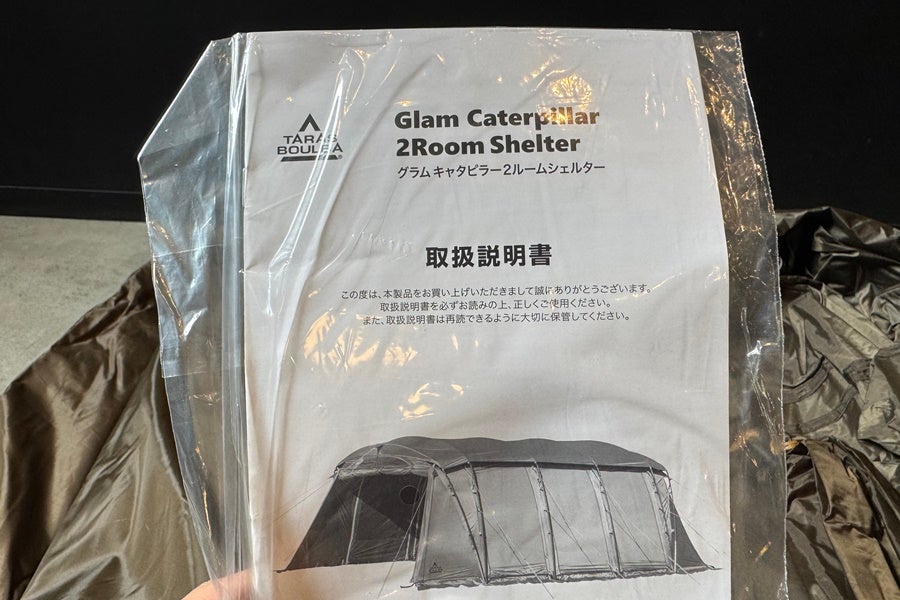 TARAS
BOULBA
Glam Caterpillar
2Room Shelter
グラム キャタピラー2ルームシェルター
取扱説明書
この度は、本製品をお買い上げいただきまして誠にありがとうございます。
取扱説明書を必ずお読みの上、正しくご使用ください。
また、取扱説明書は再読できるように大切に保管してください。